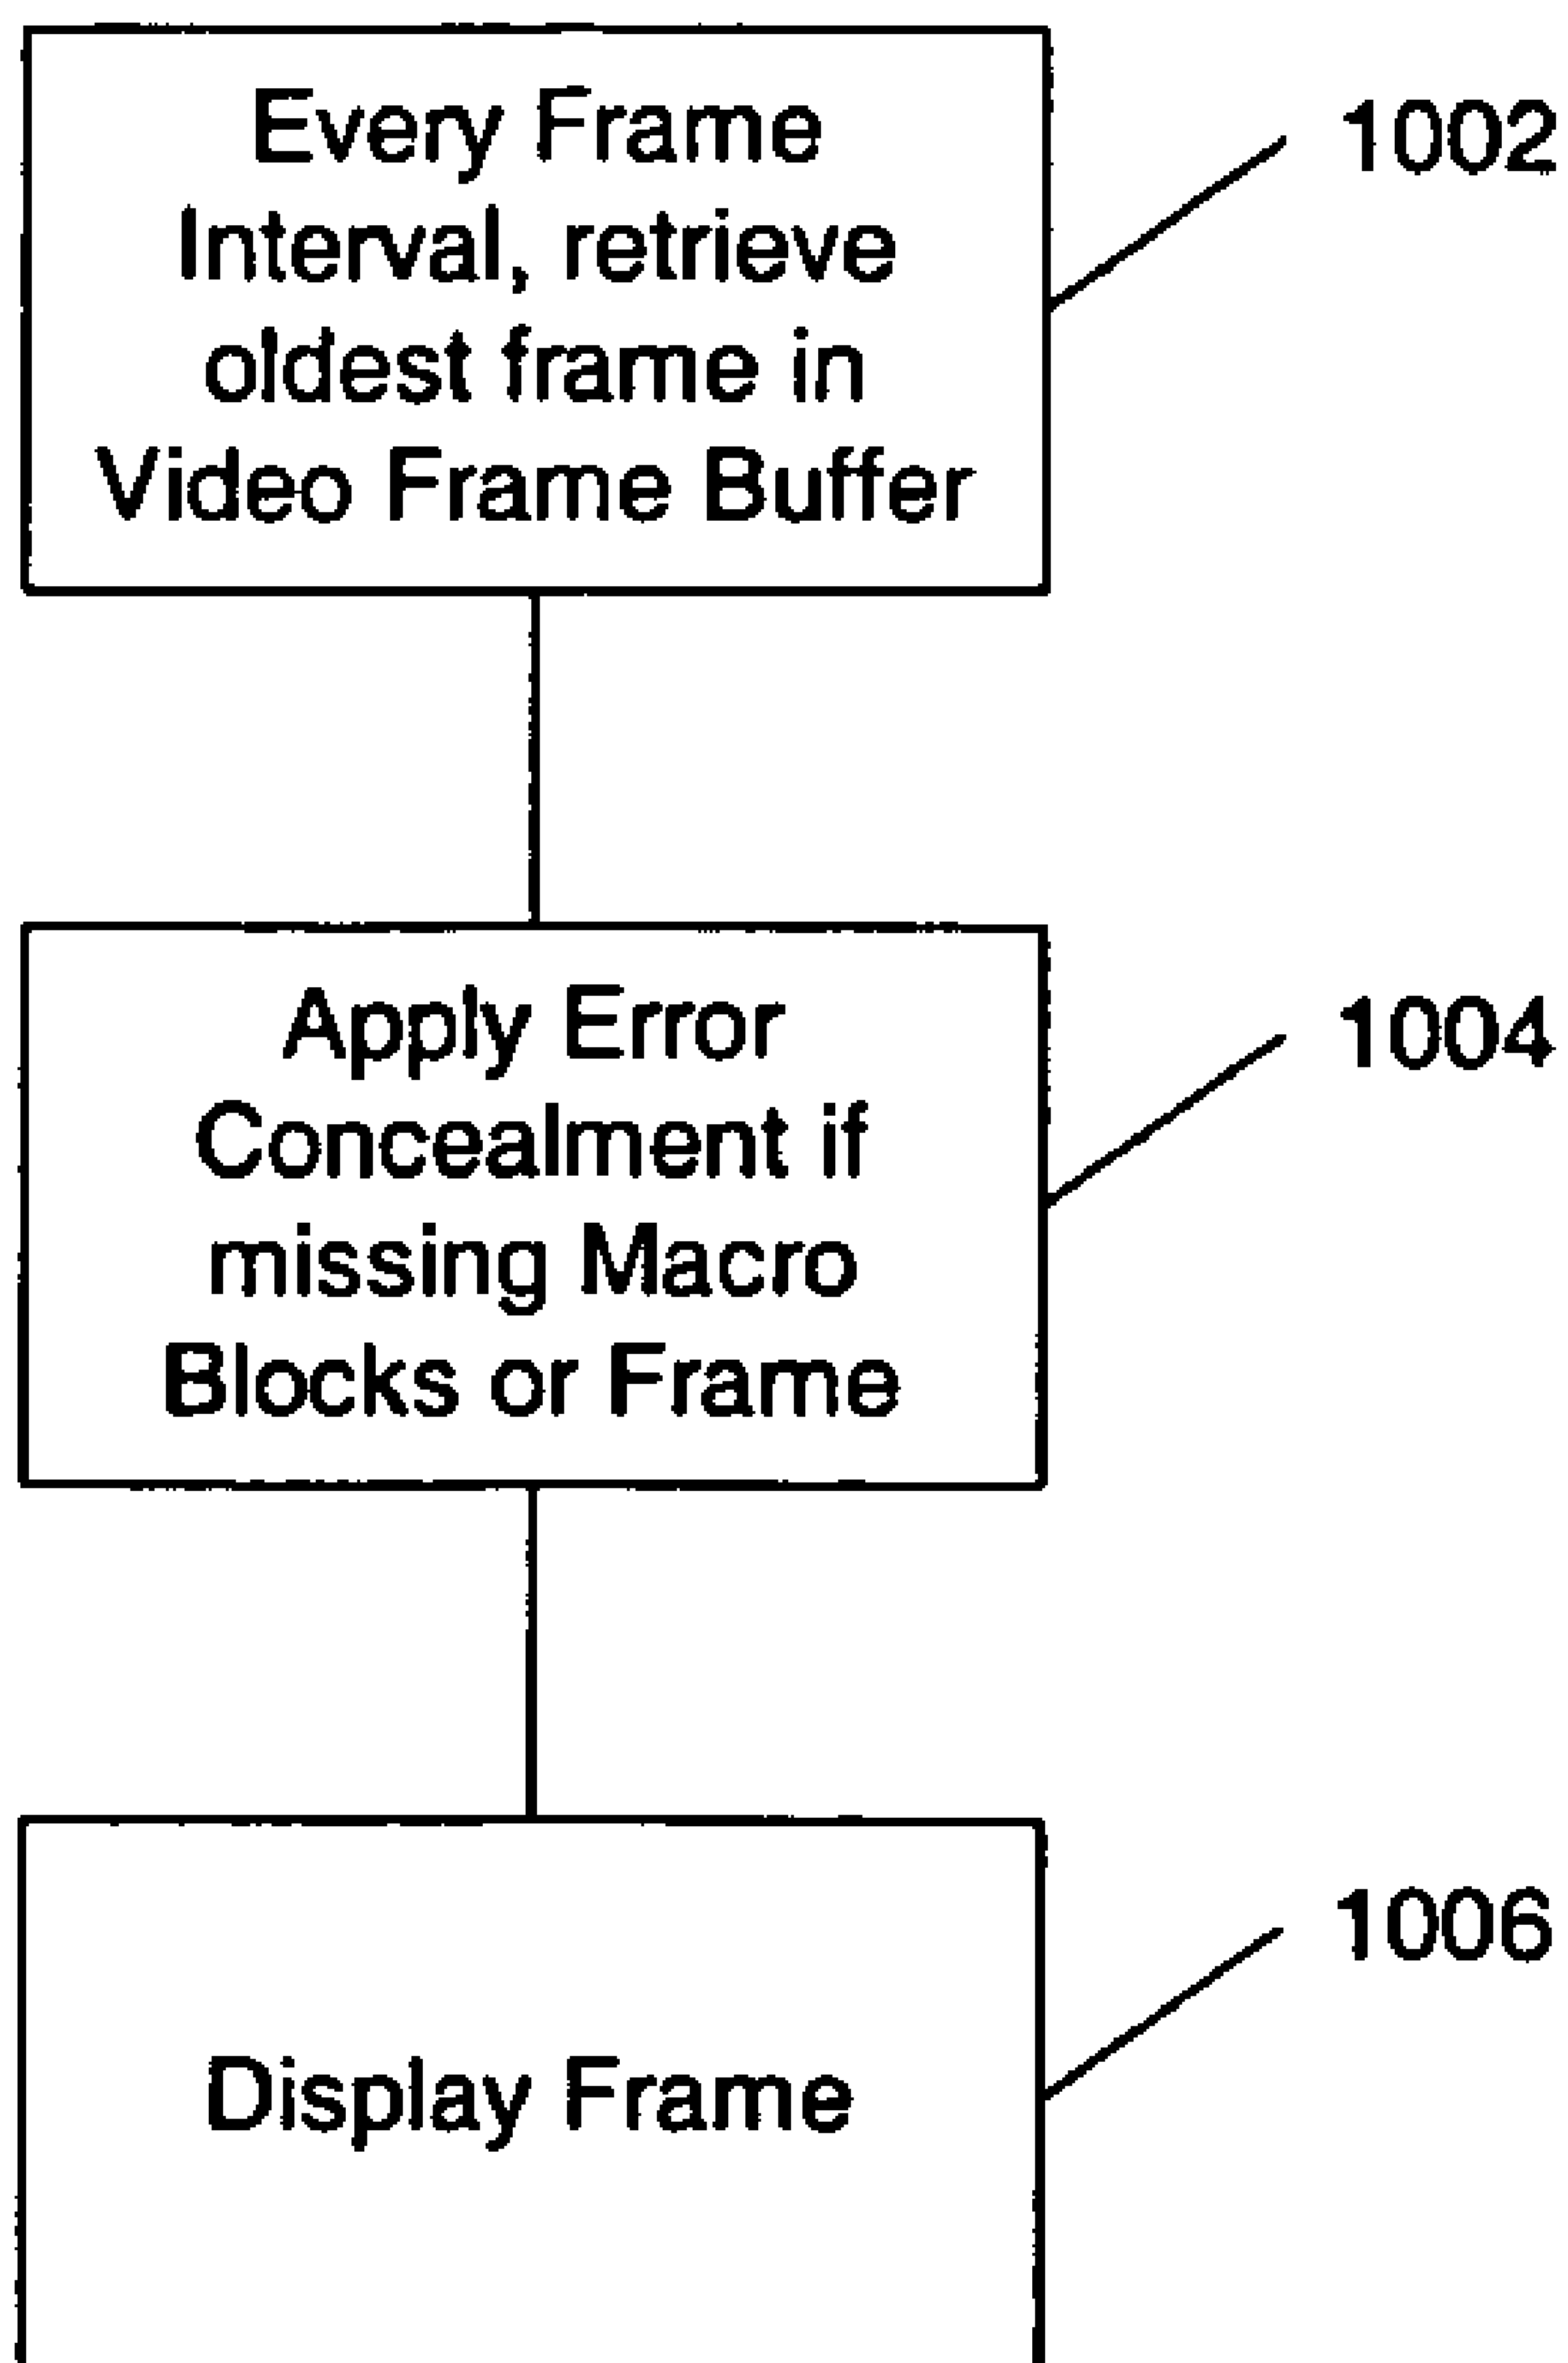 Every Frame
Interval, retrieve
oldest frame in
Video Frame Buffer
1002
Apply Error
Concealment if
missing Macro
Blocks or Frame
1004
Display Frame
1006